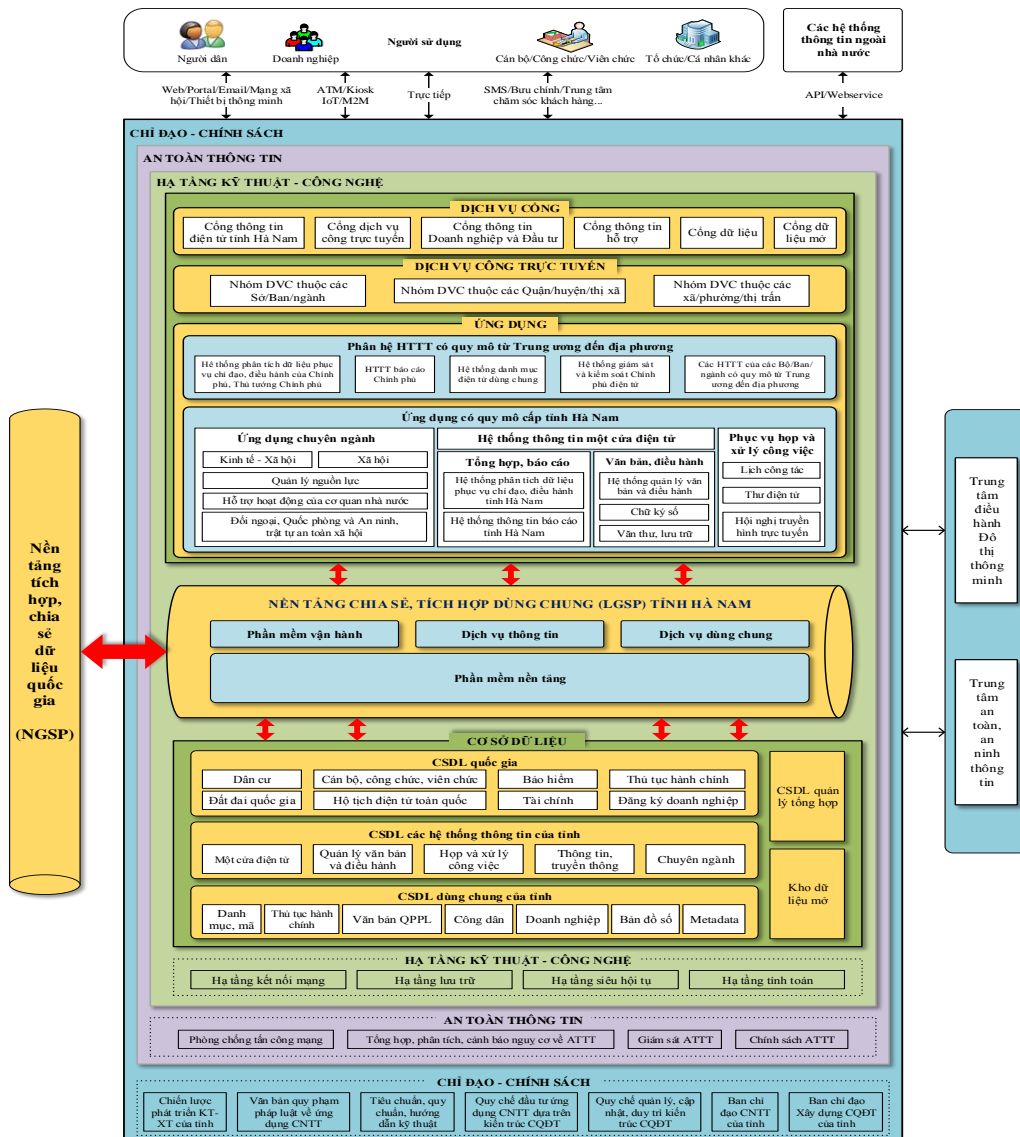 Người dân
Doanh nghiệp
Người sử dụng
Cán bộ/Công chức/Viên chức
Tổ chức/Cá nhân khác
Các hệ thống
thông tin ngoài
nhà nước
Web/Portal/Email/Mạng xã
hội/Thiết bị thông minh
ATM/Kiosk
IoT/M2M
Trực tiếp
SMS/Bưu chính/Trung tâm
chăm sóc khách hàng...
API/Webservice
CHỈ ĐẠO - CHÍNH SÁCH
AN TOÀN THÔNG TIN
HẠ TẦNG KỸ THUẬT - CÔNG NGHỆ
DỊCH VỤ CÔNG
Cổng thông tin
điện tử tỉnh Hà Nam
Cổng dịch vụ
công trực tuyến
Cổng thông tin
Doanh nghiệp và Đầu tư
Cổng thông tin
hỗ trợ
Cổng dữ liệu
Cổng dữ
liệu mở
DỊCH VỤ CÔNG TRỰC TUYẾN
Nhóm DVC thuộc các
Sở/Ban/ngành
Nhóm DVC thuộc các Quận/huyện/thị xã
Nhóm DVC thuộc các
xã/phường/thị trấn
ỨNG DỤNG
Phân hệ HTTT có quy mô từ Trung ương đến địa phương
Hệ thống phân tích dữ liệu phục
vụ chỉ đạo, điều hành của Chính
phủ, Thủ tướng Chính phủ
HTTT báo cáo
Chính phủ
Hệ thống danh mục
điện tử dùng chung
Hệ thống giám sát
và kiểm soát Chính
phủ điện tử
Các HTTT của các Bộ/Ban/
ngành có quy mô từ Trung
ương đến địa phương
Ứng dụng có quy mô cấp tỉnh Hà Nam
Ứng dụng chuyên ngành
Kinh tế - Xã hội
Xã hội
Quản lý nguồn lực
Hỗ trợ hoạt động của cơ quan nhà nước
Đối ngoại, Quốc phòng và An ninh,
trật tự an toàn xã hội
Hệ thống thông tin một cửa điện tử
Tổng hợp, báo cáo
Hệ thống phân tích dữ liệu
phục vụ chỉ đạo, điều hành
tỉnh Hà Nam
Hệ thống thông tin báo cáo
tỉnh Hà Nam
Văn bản, điều hành
Hệ thống quản lý văn
bản và điều hành
Chữ ký số
Văn thư, lưu trữ
Phục vụ họp và
xử lý công việc
Lịch công tác
Thư điện tử
Hội nghị truyền
hình trực tuyến
Nền
tảng
tích
hợp,
chia
sẻ
dữ
liệu
quốc
gia
(NGSP)
NỀN TẢNG CHIA SẺ, TÍCH HỢP DÙNG CHUNG (LGSP) TỈNH HÀ NAM
Phần mềm vận hành
Dịch vụ thông tin
Dịch vụ dùng chung
Phần mềm nền tảng
Trung
tâm
điều
hành
Đô
thị
thông
minh
Trung
tâm
an
toàn,
an
ninh
thông
tin
CƠ SỞ DỮ LIỆU
CSDL quốc gia
Dân cư
Cán bộ, công chức, viên chức
Bảo hiểm
Thủ tục hành chính
Đất đai quốc gia
Hộ tịch điện tử toàn quốc
Tài chính
Đăng ký doanh nghiệp
CSDL quản
lý tổng hợp
CSDL các hệ thống thông tin của tỉnh
Một cửa điện tử
Quản lý văn bản
và điều hành
Họp và xử lý
công việc
Thông tin,
truyền thông
Chuyên ngành
CSDL dùng chung của tỉnh
Danh
mục, mã
Thủ tục hành
chính
Văn bản QPPL
Công dân
Doanh nghiệp
Bản đồ số
Metadata
Kho dữ
liệu mở
HẠ TẦNG KỸ THUẬT - CÔNG NGHỆ
Hạ tầng kết nối mạng
Hạ tầng lưu trữ
Hạ tầng siêu hội tụ
Hạ tầng tính toán
AN TOÀN THÔNG TIN
Phòng chống tấn công mạng
Tổng hợp, phân tích, cảnh báo nguy cơ về ATTT
Giám sát ATTT
Chính sách ATTT
CHỈ ĐẠO - CHÍNH SÁCH
Chiến lược
phát triển KT-
XT của tỉnh
Văn bản quy phạm
pháp luật về ứng
dụng CNTT
Tiêu chuẩn, quy
chuẩn, hướng
dẫn kỹ thuật
Quy chế đầu tư ứng
dụng CNTT dựa trên
kiến trúc CQĐT
Quy chế quản lý, cập
nhật, duy trì kiến
trúc CQĐT
Ban chỉ
đạo CNTT
của tỉnh
Ban chỉ đạo
Xây dựng CQĐT
của tỉnh